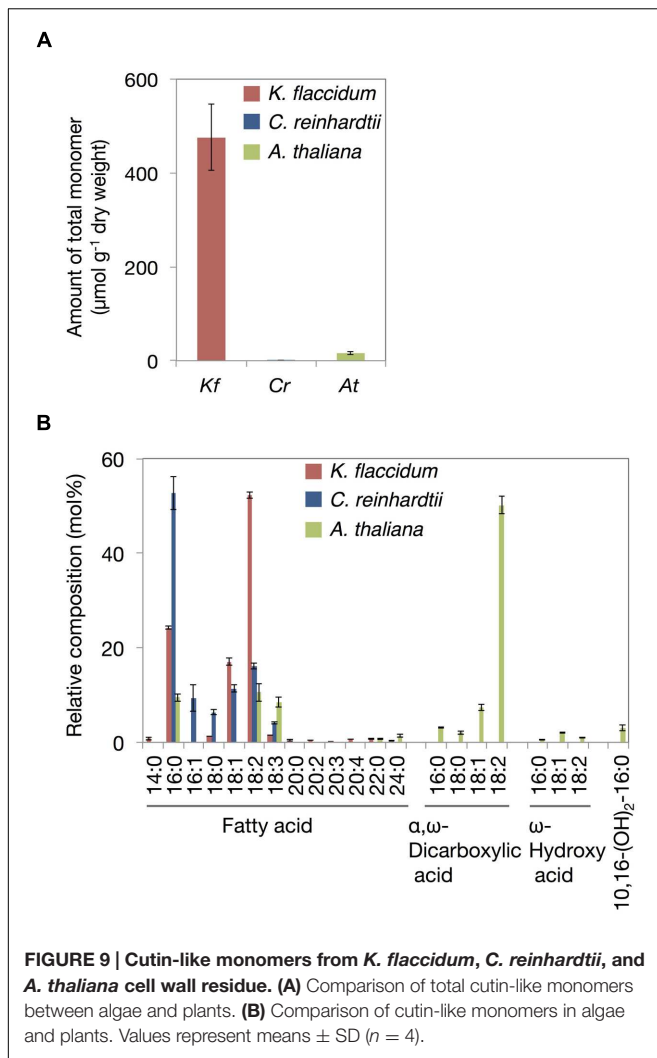 A
Amount of total monomer
(µmol g⁻¹ dry weight)
600
400
200
0
K. flaccidum
C. reinhardtii
A. thaliana
Kf Cr At
B
Relative composition (mol%)
60
40
20
0
K. flaccidum
C. reinhardtii
A. thaliana
14:0 16:0 16:1 18:0 18:1 18:2 18:3 20:0 20:2 20:3 20:4 22:0 24:0 16:0 18:0 18:1 18:2 16:0 18:1 18:2 10,16-(OH)₂-16:0
Fatty acid
α,ω-
Dicarboxylic
acid
ω-
Hydroxy
acid
FIGURE 9 | Cutin-like monomers from K. flaccidum, C. reinhardtii, and
A. thaliana cell wall residue. (A) Comparison of total cutin-like monomers
between algae and plants. (B) Comparison of cutin-like monomers in algae
and plants. Values represent means ± SD (n = 4).